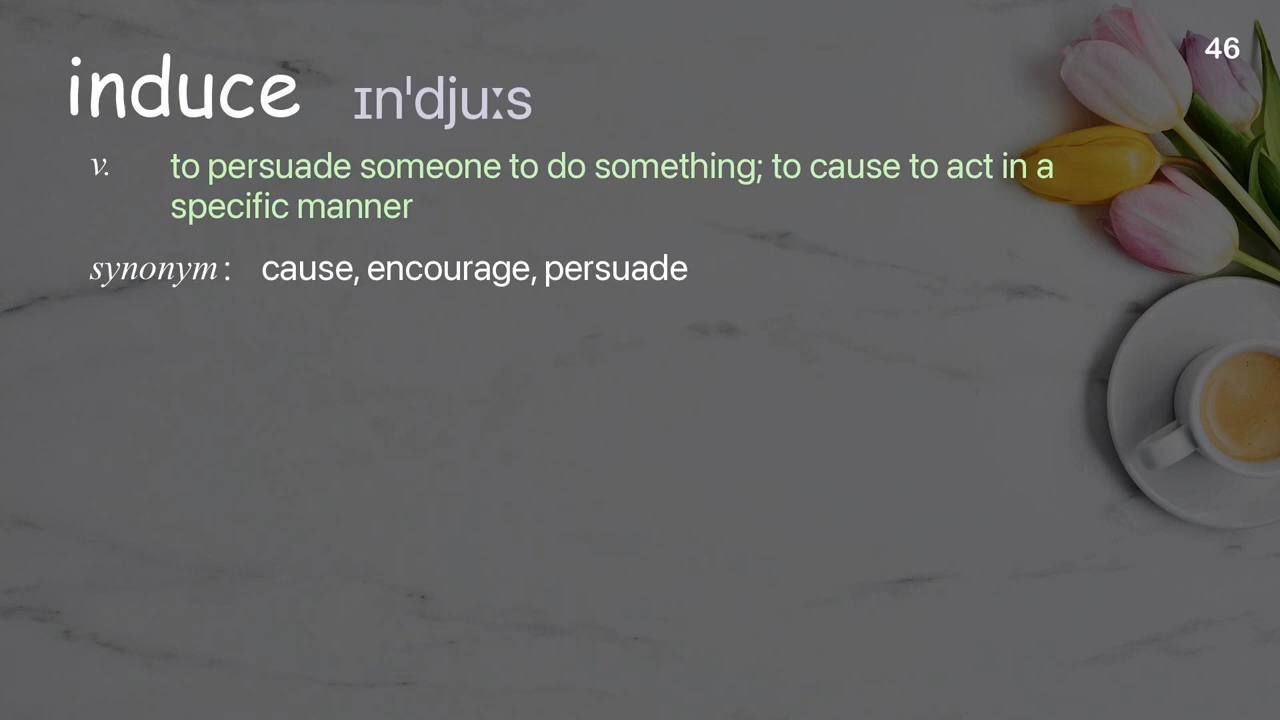 46
induce ɪnˈdjuːs
v. to persuade someone to do something; to cause to act in a
specific manner
synonym: cause, encourage, persuade